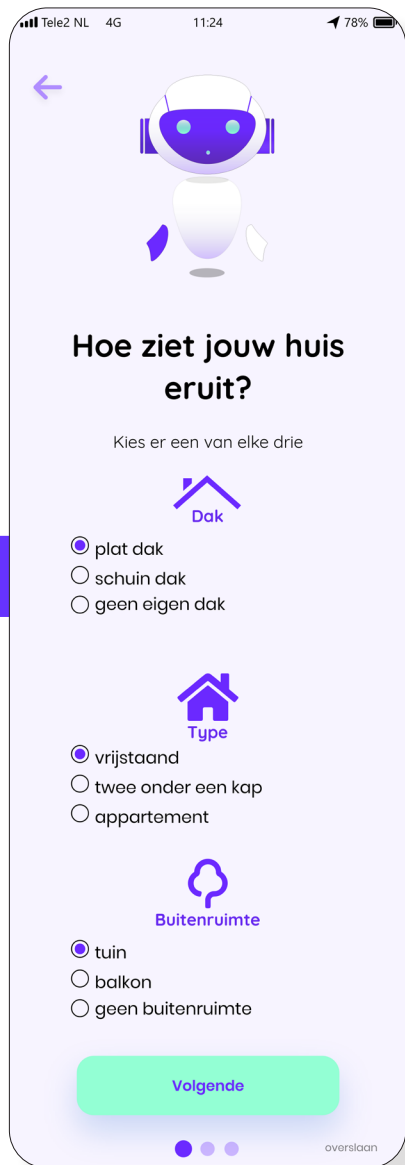 Tele2 NL 4G 11:24 78%
Hoe ziet jouw huis
eruit?
Kies er een van elke drie
Dak
plat dak
schuin dak
geen eigen dak
Type
vrijstaand
twee onder een kap
appartement
Buitenruimte
tuin
balkon
geen buitenruimte
Volgende
overslaan